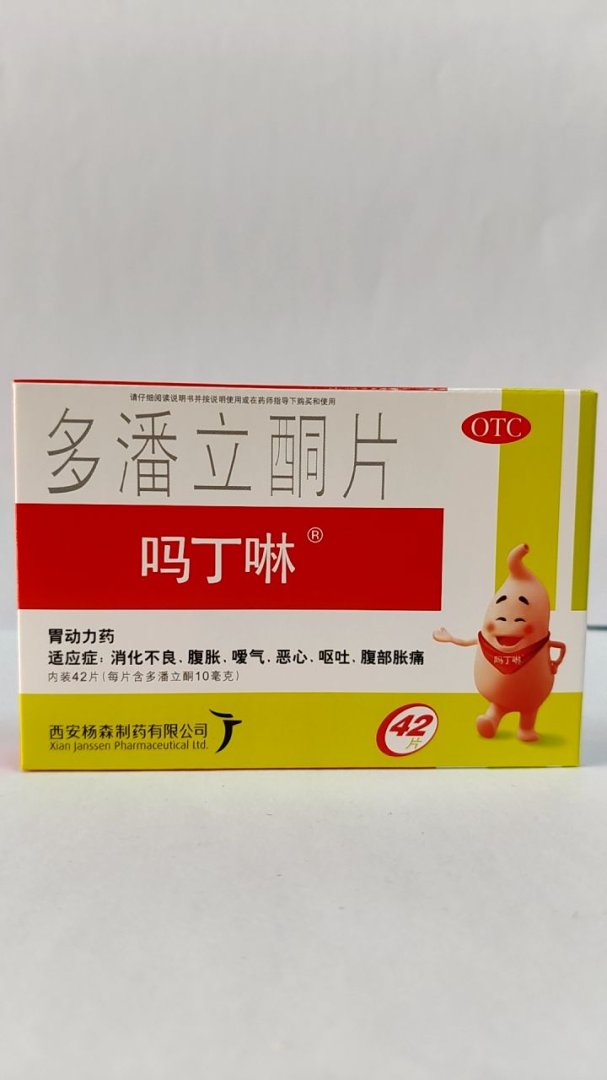 请仔细阅读说明书并按说明使用或在药师指导下购买和使用
多潘立酮片
OTC
吗丁啉®
胃动力药
适应症：消化不良、腹胀、嗳气、恶心、呕吐、腹部胀痛
内装42片(每片含多潘立酮10毫克)
吗丁啉
西安杨森制药有限公司
Xian Janssen Pharmaceutical Ltd.
42
片